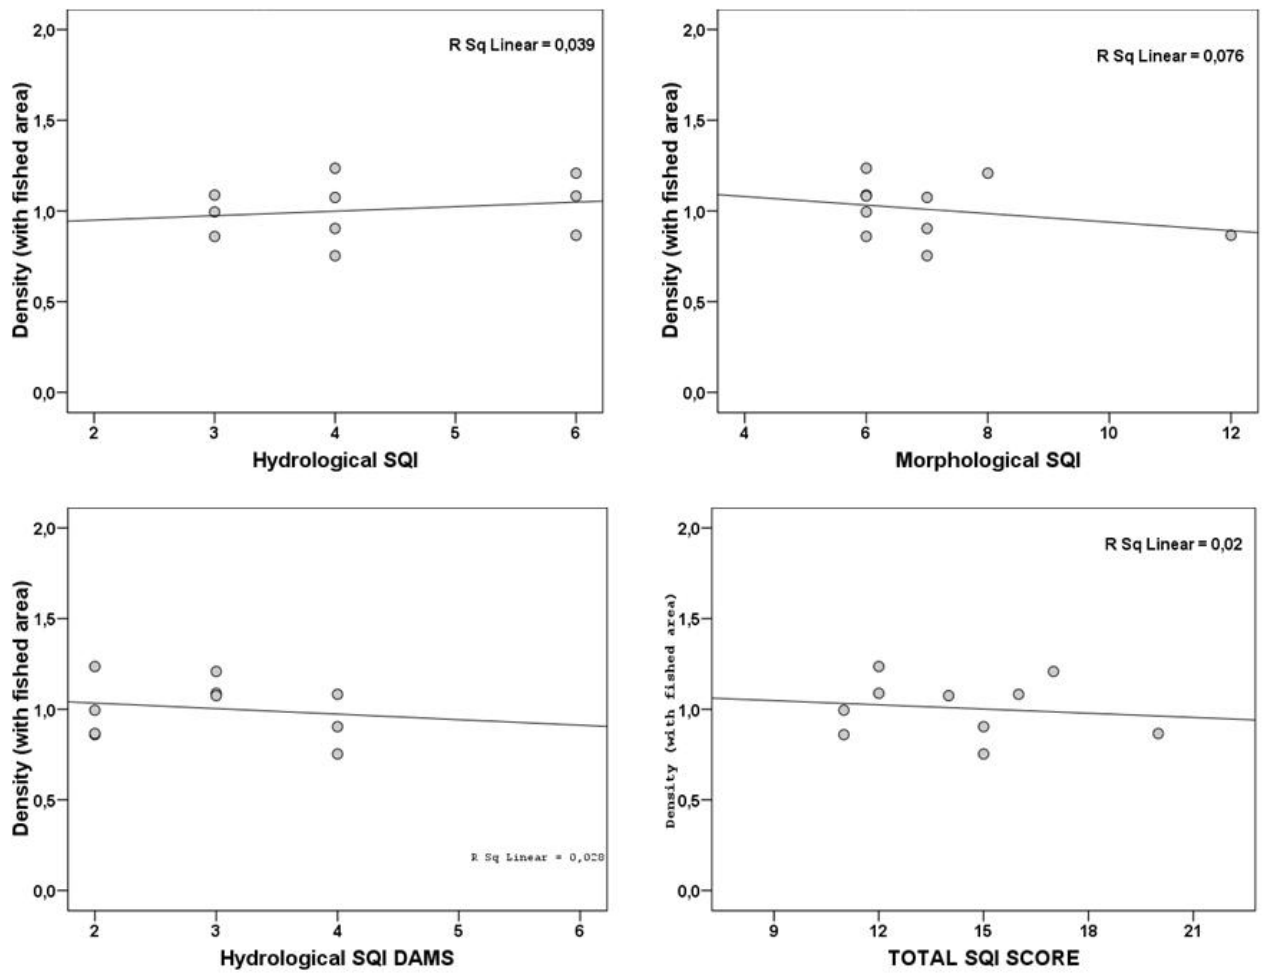 2,0
R Sq Linear = 0,039
1,5
1,0
0,5
0,0
Density (with fished area)
2 3 4 5 6
Hydrological SQI
2,0
R Sq Linear = 0,076
1,5
1,0
0,5
0,0
Density (with fished area)
4 6 8 10 12
Morphological SQI
2,0
1,5
1,0
0,5
0,0
Density (with fished area)
R Sq Linear = 0,028
2 3 4 5 6
Hydrological SQI DAMS
2,0
R Sq Linear = 0,02
1,5
1,0
0,5
0,0
Density (with fished area)
9 12 15 18 21
TOTAL SQI SCORE